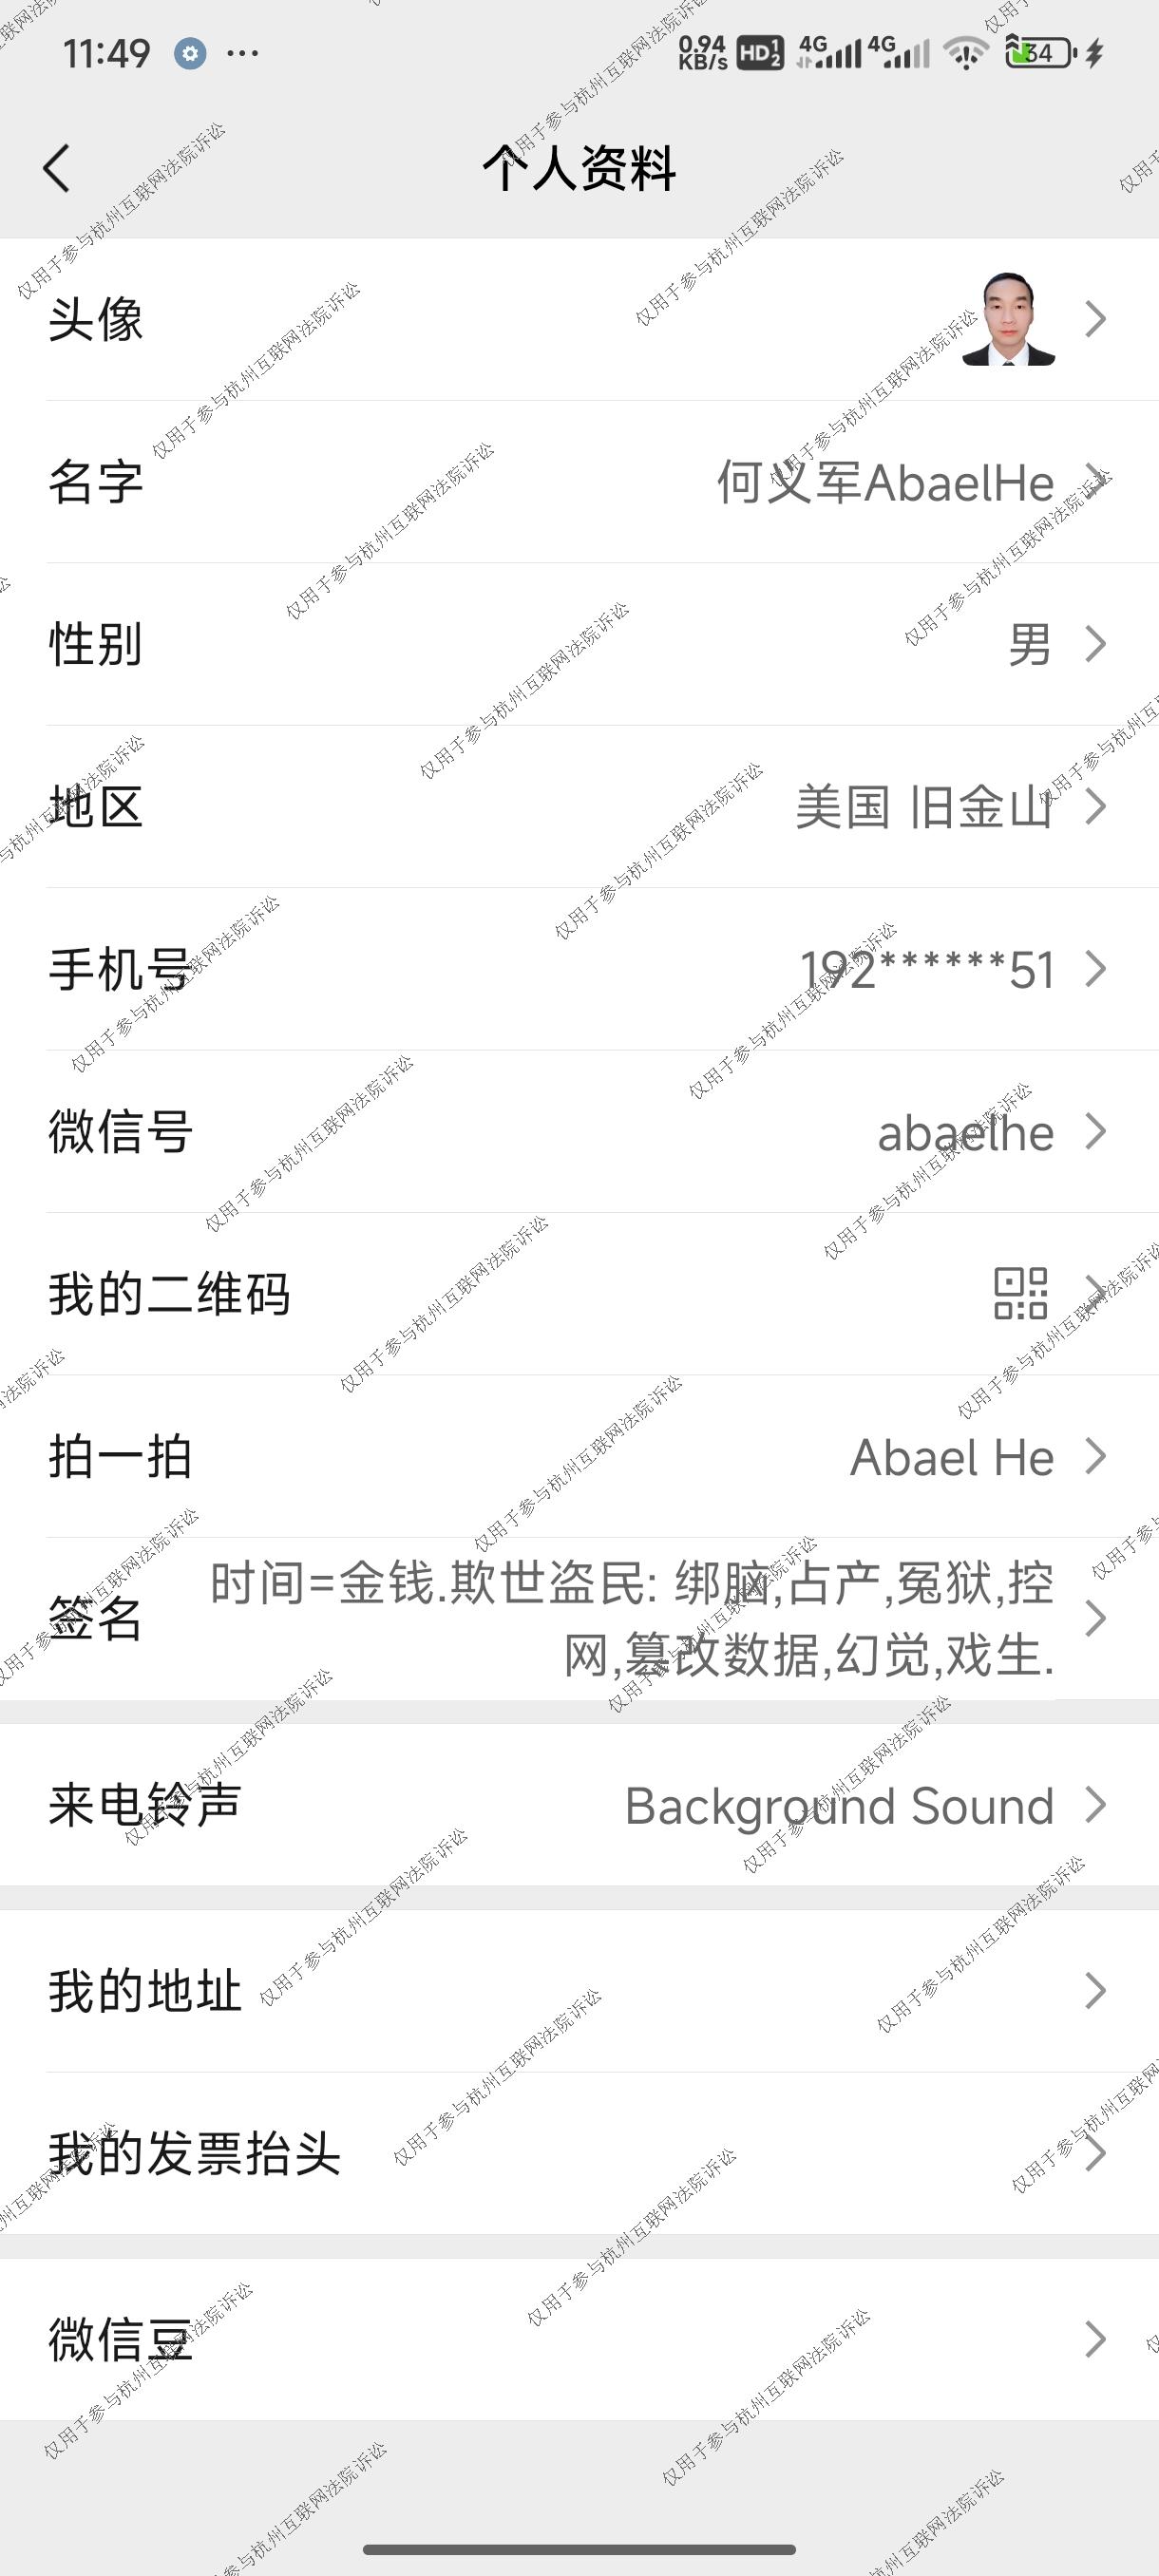 11:49
0.94
KB/s
HD 1 2
4G
4G
34
个人资料
头像
名字
何义军AbaelHe
性别
男
地区
美国 旧金山
手机号
192******51
微信号
abaelhe
我的二维码
拍一拍
Abael He
签名
时间=金钱.欺世盗民: 绑脑,占产,冤狱,控
网,篡改数据,幻觉,戏生.
来电铃声
Background Sound
我的地址
我的发票抬头
微信豆
仅用于参与杭州互联网法院诉讼